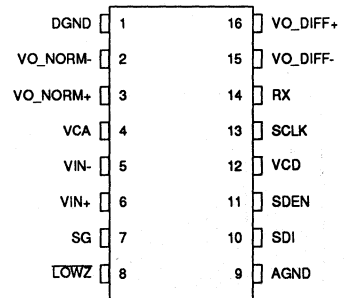 DGND 1 16 VO_DIFF+
VO_NORM- 2 15 VO_DIFF-
VO_NORM+ 3 14 RX
VCA 4 13 SCLK
VIN- 5 12 VCD
VIN+ 6 11 SDEN
SG 7 10 SDI
LOWZ 8 9 AGND